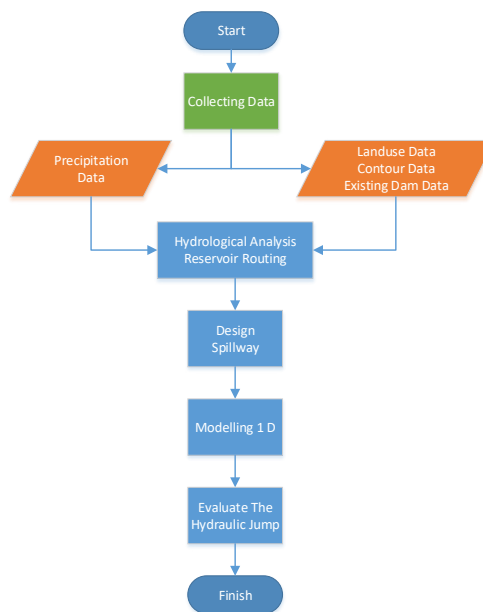 Start
Collecting Data
Precipitation
Data
Landuse Data
Contour Data
Existing Dam Data
Hydrological Analysis
Reservoir Routing
Design
Spillway
Modelling 1 D
Evaluate The
Hydraulic Jump
Finish